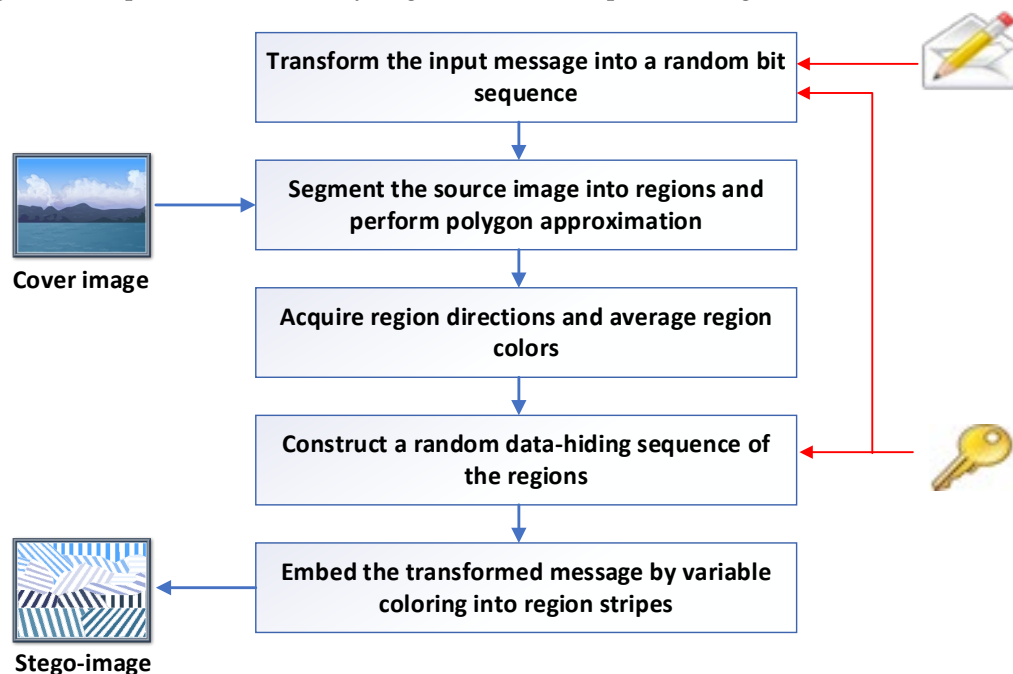 Transform the input message into a random bit
sequence
Segment the source image into regions and
perform polygon approximation
Cover image
Acquire region directions and average region
colors
Construct a random data-hiding sequence of
the regions
Embed the transformed message by variable
coloring into region stripes
Stego-image